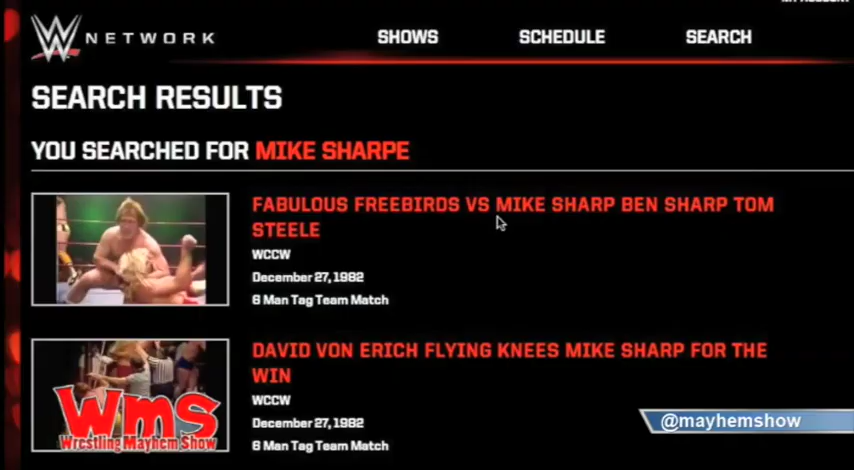 MY ACCOUNT
W NETWORK
SHOWS
SCHEDULE
SEARCH
SEARCH RESULTS
YOU SEARCHED FOR MIKE SHARPE
FABULOUS FREEBIRDS VS MIKE SHARP BEN SHARP TOM
STEELE
WCCW
December 27, 1982
6 Man Tag Team Match
DAVID VON ERICH FLYING KNEES MIKE SHARP FOR THE
WIN
WCCW
December 27, 1982
6 Man Tag Team Match
Wms
Wrestling Mayhem Show
@mayhemshow